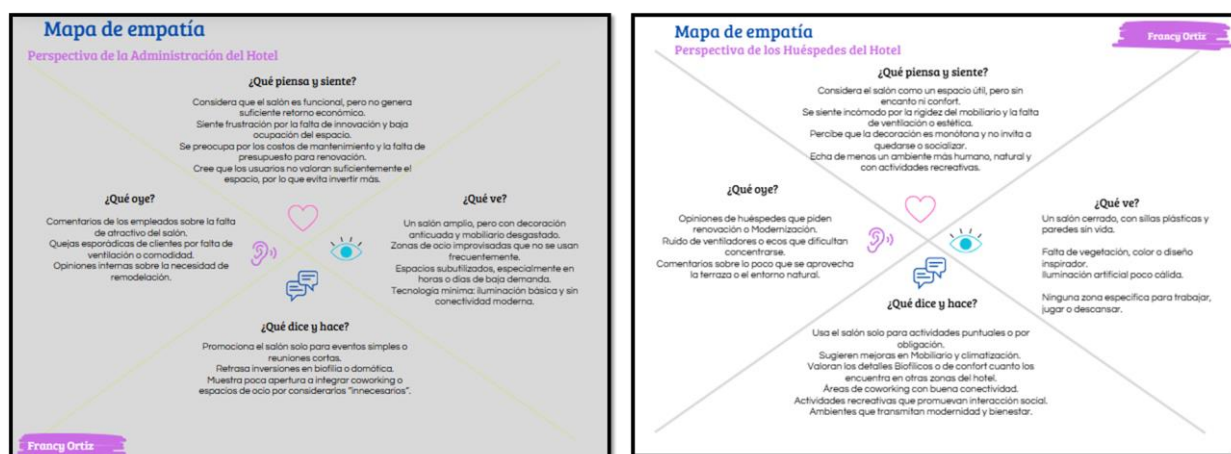 Mapa de empatía
Perspectiva de la Administración del Hotel
¿Qué piensa y siente?
Considera que el salón es funcional, pero no genera
suficiente retorno económico.
Siente frustración por la falta de innovación y baja
ocupación del espacio.
Se preocupa por los costos de mantenimiento y la falta de
presupuesto para renovación.
Cree que los usuarios no valoran suficientemente el
espacio, por lo que evita invertir más.
¿Qué oye?
Comentarios de los empleados sobre la falta
de atractivo del salón.
Quejas esporádicas de clientes por falta de
ventilación o comodidad.
Opiniones internas sobre la necesidad de
remodelación.
¿Qué ve?
Un salón amplio, pero con decoración
anticuada y mobiliario desgastado.
Zonas de ocio improvisadas que no se usan
frecuentemente.
Espacios subutilizados, especialmente en
horas o días de baja demanda.
Tecnología mínima: iluminación básica y sin
conectividad moderna.
¿Qué dice y hace?
Promociona el salón solo para eventos simples o
reuniones cortas.
Retrasa inversiones en biofilia o domótica.
Muestra poca apertura a integrar coworking o
espacios de ocio por considerarlos "innecesarios".
Francy Ortiz
Mapa de empatía
Perspectiva de los Huéspedes del Hotel
Francy Ortiz
¿Qué piensa y siente?
Considera el salón como un espacio útil, pero sin
encanto ni confort.
Se siente incómodo por la rigidez del mobiliario y la falta
de ventilación o estética.
Percibe que la decoración es monótona y no invita a
quedarse o socializar.
Echa de menos un ambiente más humano, natural y
con actividades recreativas.
¿Qué oye?
Opiniones de huéspedes que piden
renovación o Modernización.
Ruido de ventiladores o ecos que dificultan
concentrarse.
Comentarios sobre lo poco que se aprovecha
la terraza o el entorno natural.
¿Qué ve?
Un salón cerrado, con sillas plásticas y
paredes sin vida.
Falta de vegetación, color o diseño
inspirador.
Iluminación artificial poco cálida.
Ninguna zona específica para trabajar,
jugar o descansar.
¿Qué dice y hace?
Usa el salón solo para actividades puntuales o por
obligación.
Sugieren mejoras en Mobiliario y climatización.
Valoran los detalles Biofílicos o de confort cuanto los
encuentra en otras zonas del hotel.
Áreas de coworking con buena conectividad.
Actividades recreativas que promuevan interacción social.
Ambientes que transmitan modernidad y bienestar.